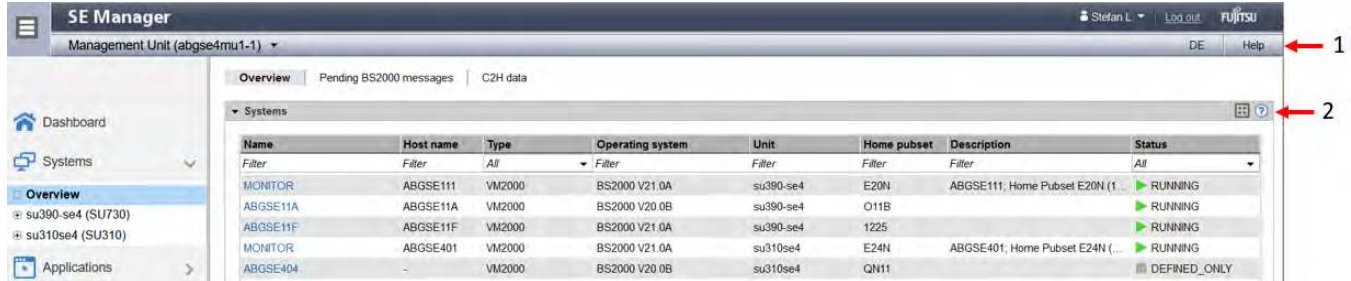 SE Manager
Stefan L.
Log out
FUJITSU
Management Unit (abgse4mu1-1)
DE
Help
1
Overview
Pending BS2000 messages
C2H data
Systems
2
Dashboard
Systems
Overview
su390-se4 (SU730)
su310se4 (SU310)
Applications
Name Host name Type Operating system Unit Home pubset Description Status
Filter Filter All Filter Filter Filter Filter All
MONITOR ABGSE111 VM2000 BS2000 V21.0A su390-se4 E20N ABGSE111; Home Pubset E20N (1... RUNNING
ABGSE11A ABGSE11A VM2000 BS2000 V20.0B su390-se4 O11B RUNNING
ABGSE11F ABGSE11F VM2000 BS2000 V21.0A su390-se4 1225 RUNNING
MONITOR ABGSE401 VM2000 BS2000 V21.0A su310se4 E24N ABGSE401; Home Pubset E24N (... RUNNING
ABGSE404 - VM2000 BS2000 V20.0B su310se4 QN11 DEFINED_ONLY